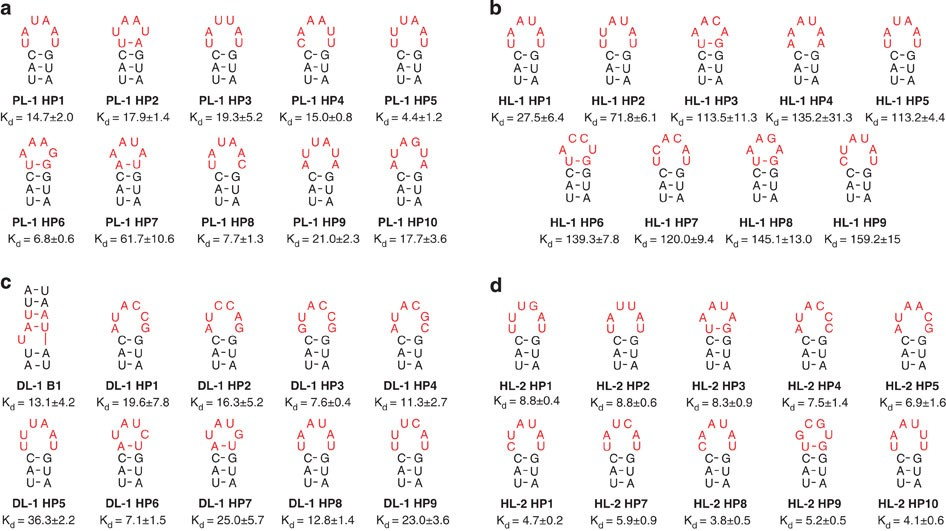 a
U A A A U U A A U A
A A U U A A A U U A
U U U-A U U C U U U
C-G C-G C-G C-G C-G
A U A U A U A U A U
U-A U-A U-A U-A U-A
PL-1 HP1 PL-1 HP2 PL-1 HP3 PL-1 HP4 PL-1 HP5
Kd = 14.7±2.0 Kd = 17.9±1.4 Kd = 19.3±5.2 Kd = 15.0±0.8 Kd = 4.4±1.2
A A A U U A U U A G
A G A A A A U A U U
U-G A-U U C A A A A
C-G C-G C-G C-G C-G
A U A U A U A U A U
U-A U-A U-A U-A U-A
PL-1 HP6 PL-1 HP7 PL-1 HP8 PL-1 HP9 PL-1 HP10
Kd = 6.8±0.6 Kd = 61.7±10.6 Kd = 7.7±1.3 Kd = 21.0±2.3 Kd = 17.7±3.6
b
A U A U A C A U U A
A A U A A G A A A A
U U U U U-G A A U U
C-G C-G C-G C-G C-G
A U A U A U A U A U
U-A U-A U-A U-A U-A
HL-1 HP1 HL-1 HP2 HL-1 HP3 HL-1 HP4 HL-1 HP5
Kd = 27.5±6.4 Kd = 71.8±6.1 Kd = 113.5±11.3 Kd = 135.2±31.3 Kd = 113.2±4.4
C C A C A G A U
A U C A A A U A
U-G C U U-G C U
C-G C-G C-G C-G
A U A U A U A U
U-A U-A U-A U-A
HL-1 HP6 HL-1 HP7 HL-1 HP8 HL-1 HP9
Kd = 139.3±7.8 Kd = 120.0±9.4 Kd = 145.1±13.0 Kd = 159.2±15
c
A-U
U-A
U-A
A-U
U
U-A
A-U
A C C C A C A C
U C U A U C U G
A G C G G G A C
C-G C-G C-G C-G
A U A U A U A U
U-A U-A U-A U-A
DL-1 B1 DL-1 HP1 DL-1 HP2 DL-1 HP3 DL-1 HP4
Kd = 13.1±4.2 Kd = 19.6±7.8 Kd = 16.3±5.2 Kd = 7.6±0.4 Kd = 11.3±2.7
U A A U A U A A U C
U A U C U G U U U A
U U A-U A-U A U U U
C-G C-G C-G C-G C-G
A U A U A U A U A U
U-A U-A U-A U-A U-A
DL-1 HP5 DL-1 HP6 DL-1 HP7 DL-1 HP8 DL-1 HP9
Kd = 36.3±2.2 Kd = 7.1±1.5 Kd = 25.0±5.7 Kd = 12.8±1.4 Kd = 23.0±3.6
d
U G U U A U A C A A
U A A A A A U C U C
U U U U U-G A C A G
C-G C-G C-G C-G C-G
A U A U A U A U A U
U-A U-A U-A U-A U-A
HL-2 HP1 HL-2 HP2 HL-2 HP3 HL-2 HP4 HL-2 HP5
Kd = 8.8±0.4 Kd = 8.8±0.6 Kd = 8.3±0.9 Kd = 7.5±1.4 Kd = 6.9±1.6
A U U C A U C G U U
U A A A C A G U A U
C U U U A U U-G A U
C-G C-G C-G C-G C-G
A U A U A U A U A U
U-A U-A U-A U-A U-A
HL-2 HP1 HL-2 HP7 HL-2 HP8 HL-2 HP9 HL-2 HP10
Kd = 4.7±0.2 Kd = 5.9±0.9 Kd = 3.8±0.5 Kd = 5.2±0.5 Kd = 4.1±0.6